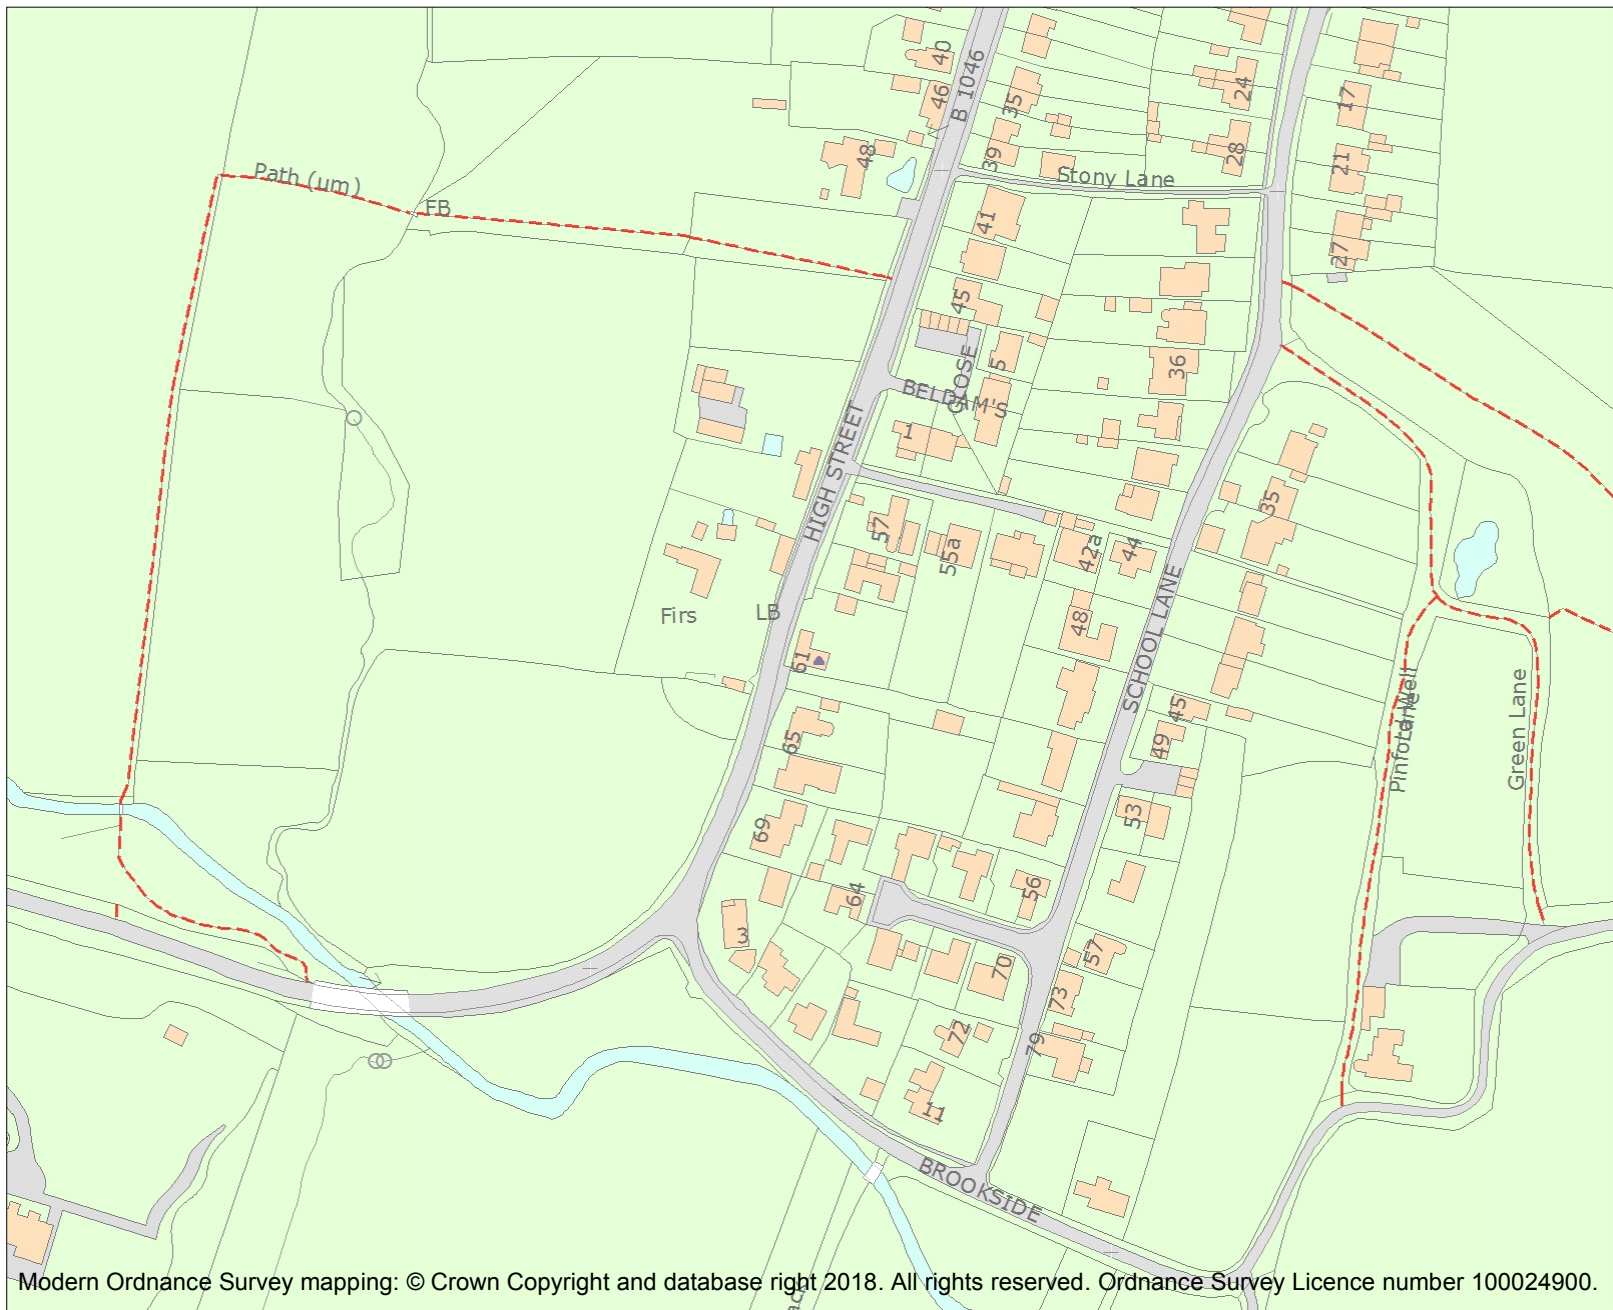 40
B 1046
46
35
24
17
48
39
28
21
Stony Lane
Path (um)
FB
41
27
45
BELDAM'S
CLOSE
5
36
1
HIGH STREET
57
55a
42a
44
35
Firs
LB
61
48
SCHOOL LANE
65
45
49
Pinfold Well
Lane
Green Lane
69
53
64
56
3
57
70
73
72
79
11
BROOKSIDE
Modern Ordnance Survey mapping: © Crown Copyright and database right 2018. All rights reserved. Ordnance Survey Licence number 100024900.